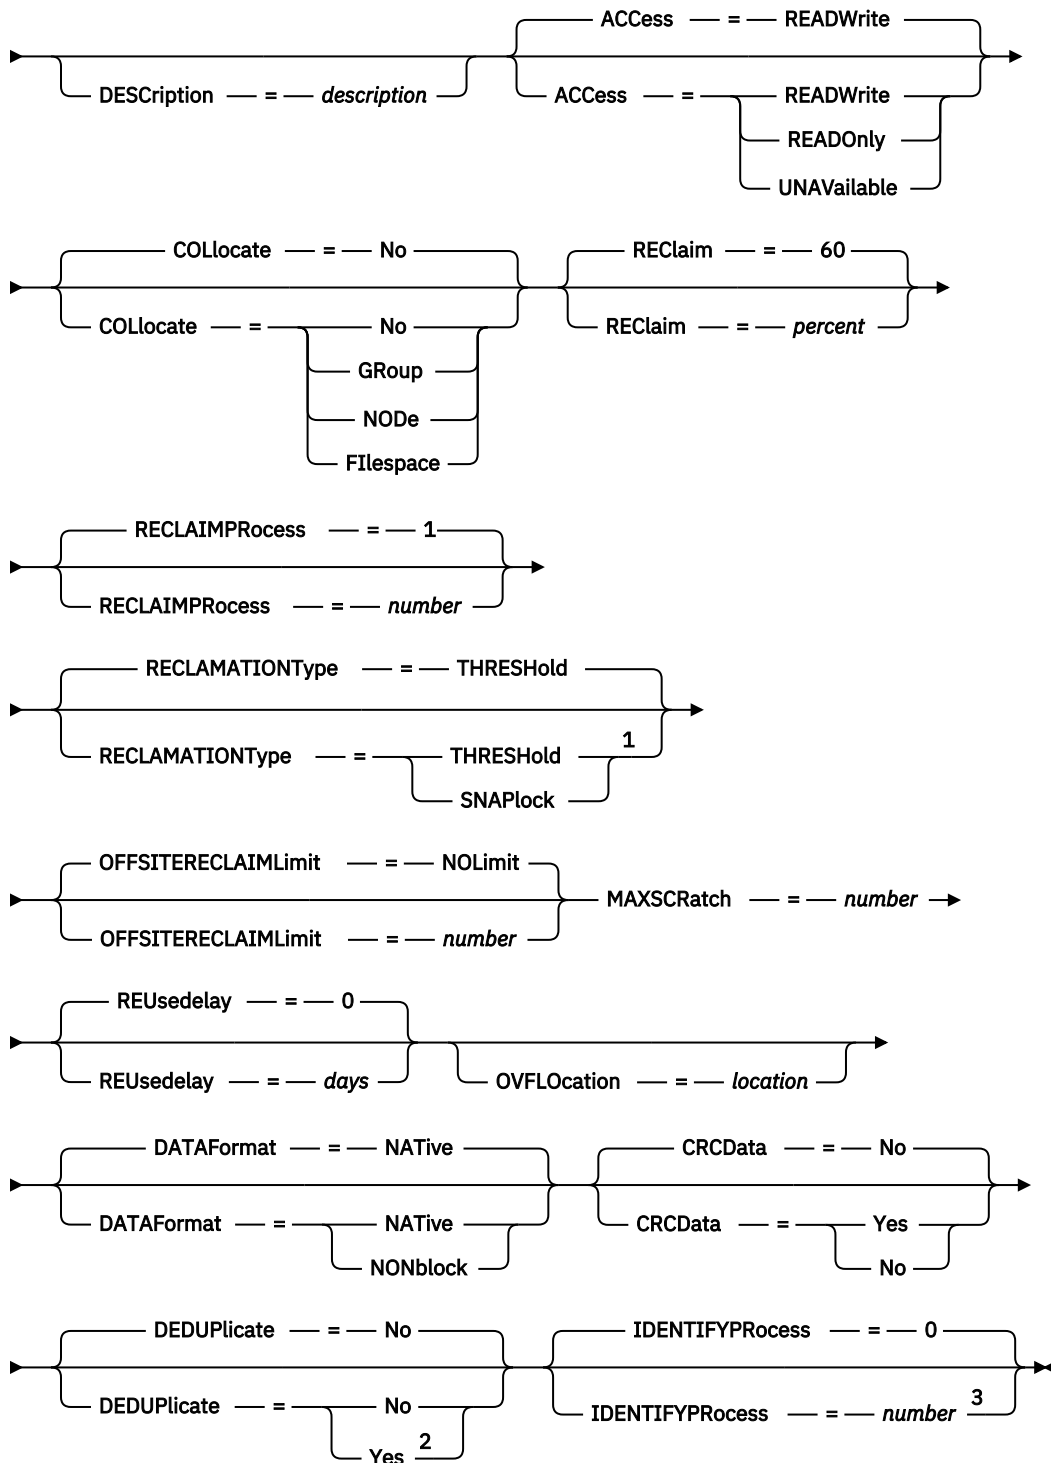 ACCess = READWrite
DESCription = description ACCess = READWrite
READOnly
UNAVailable
COLlocate = No REClaim = 60
COLlocate = No REClaim = percent
GRoup
NODe
FIlespace
RECLAIMPRocess = 1
RECLAIMPRocess = number
RECLAMATIONType = THRESHold
RECLAMATIONType = THRESHold 1
SNAPlock
OFFSITERECLAIMLimit = NOLimit
MAXSCRatch = number
OFFSITERECLAIMLimit = number
REUsedelay = 0
REUsedelay = days OVFLOcation = location
DATAFormat = NATive CRCData = No
DATAFormat = NATive CRCData = Yes
NONblock No
DEDUPlicate = No IDENTIFYPRocess = 0
DEDUPlicate = No IDENTIFYPRocess = number 3
Yes 2